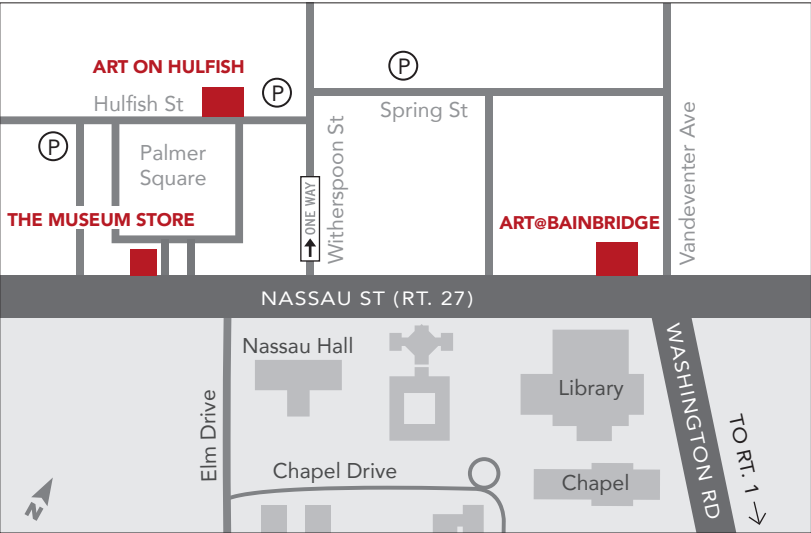 ART ON HULFISH
P
P
Hulfish St
Spring St
P
Palmer
Square
Witherspoon St
Vandeventer Ave
ONE WAY
THE MUSEUM STORE
ART@BAINBRIDGE
NASSAU ST (RT. 27)
Nassau Hall
Library
WASHINGTON RD
Elm Drive
TO RT. 1
Chapel Drive
Chapel
N